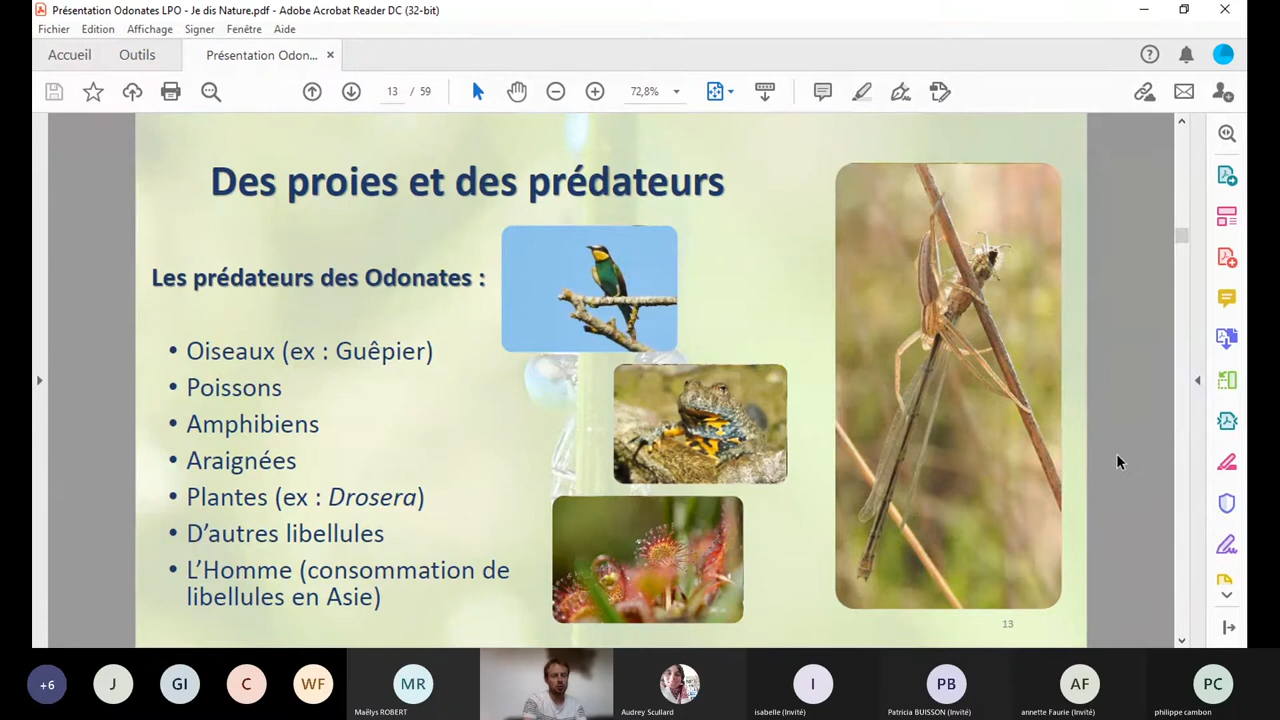 Présentation Odonates LPO - Je dis Nature.pdf - Adobe Acrobat Reader DC (32-bit)
Fichier Edition Affichage Signer Fenêtre Aide
Accueil Outils Présentation Odon... ×
13 / 59 72,8%
Des proies et des prédateurs
Les prédateurs des Odonates :
• Oiseaux (ex : Guêpier)
• Poissons
• Amphibiens
• Araignées
• Plantes (ex : Drosera)
• D’autres libellules
• L’Homme (consommation de
libellules en Asie)
13
+6 J GI C WF MR I PB AF PC
Maëlys ROBERT Audrey Scullard isabelle (Invité) Patricia BUISSON (Invité) annette Faurie (Invité) philippe cambon